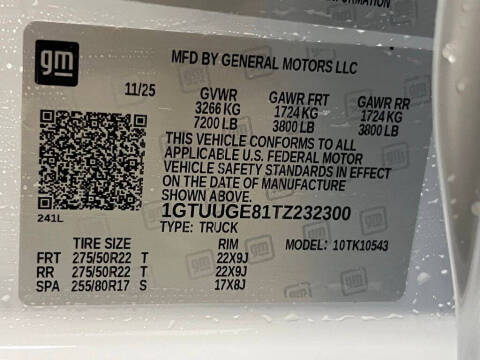 INFORMATION
gm
MFD BY GENERAL MOTORS LLC
11/25 GVWR GAWR FRT GAWR RR
3266 KG 1724 KG 1724 KG
7200 LB 3800 LB 3800 LB
THIS VEHICLE CONFORMS TO ALL
APPLICABLE U.S. FEDERAL MOTOR
VEHICLE SAFETY STANDARDS IN EFFECT
ON THE DATE OF MANUFACTURE
SHOWN ABOVE.
241L
1GTUUGE81TZ232300
TYPE: TRUCK
TIRE SIZE RIM MODEL: 10TK10543
FRT 275/50R22 T 22X9J
RR 275/50R22 T 22X9J
SPA 255/80R17 S 17X8J